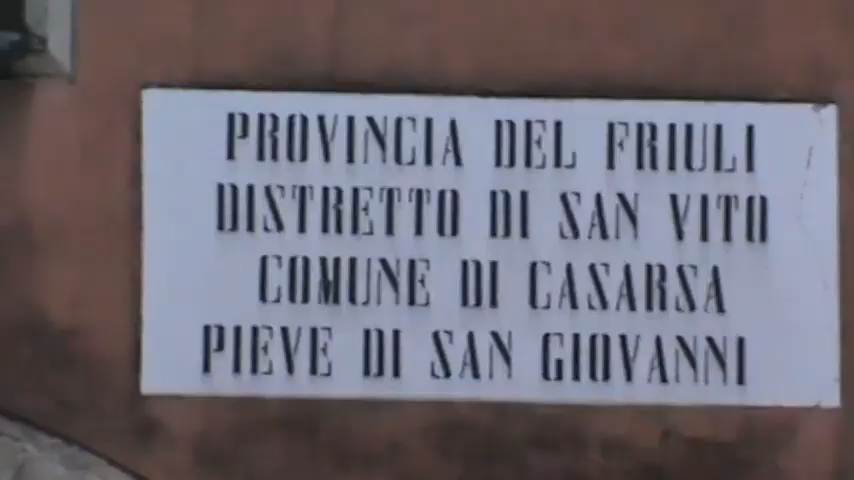 PROVINCIA DEL FRIULI
DISTRETTO DI SAN VITO
COMUNE DI CASARSA
PIEVE DI SAN GIOVANNI